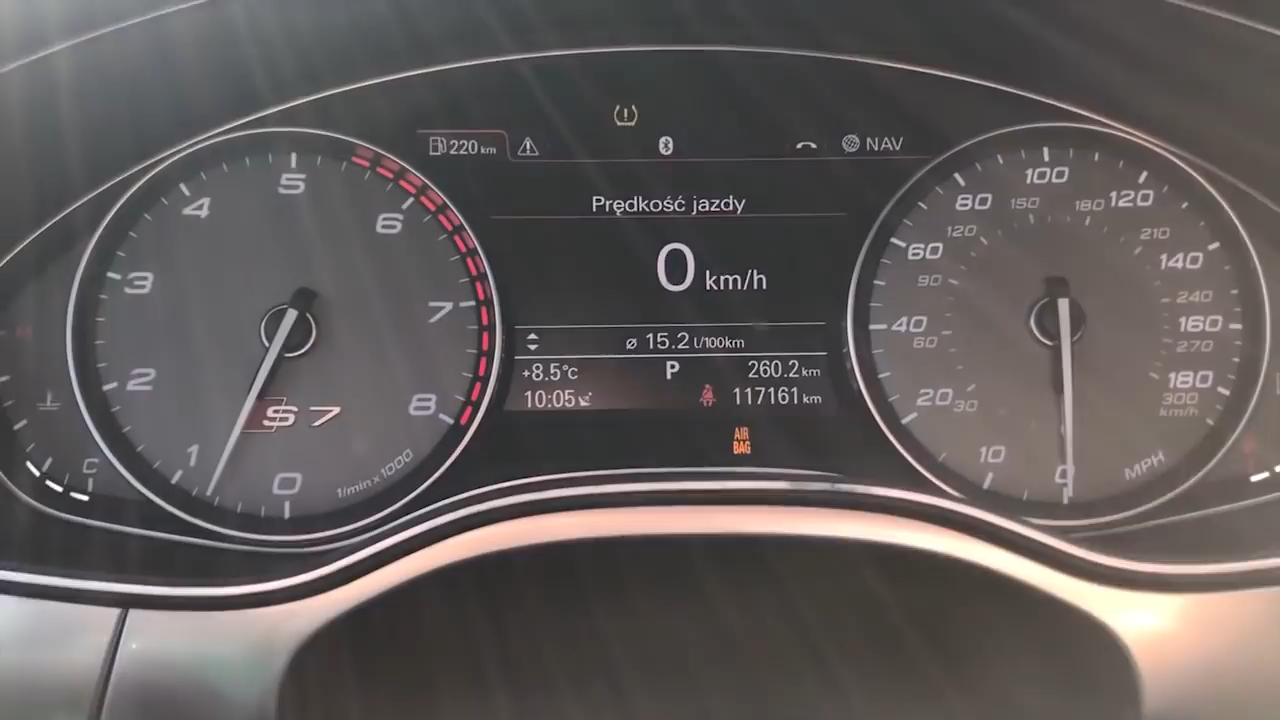 220 km
NAV
Prędkość jazdy
0 km/h
ø 15.2 l/100km
+8.5°c
P
260.2 km
10:05
117161 km
AIR
BAG
0
1
2
3
4
5
6
7
8
S7
1/min x 1000
C
H
0
10
20
40
60
80
100
120
140
160
180
30
60
90
120
150
180
210
240
270
300
km/h
MPH